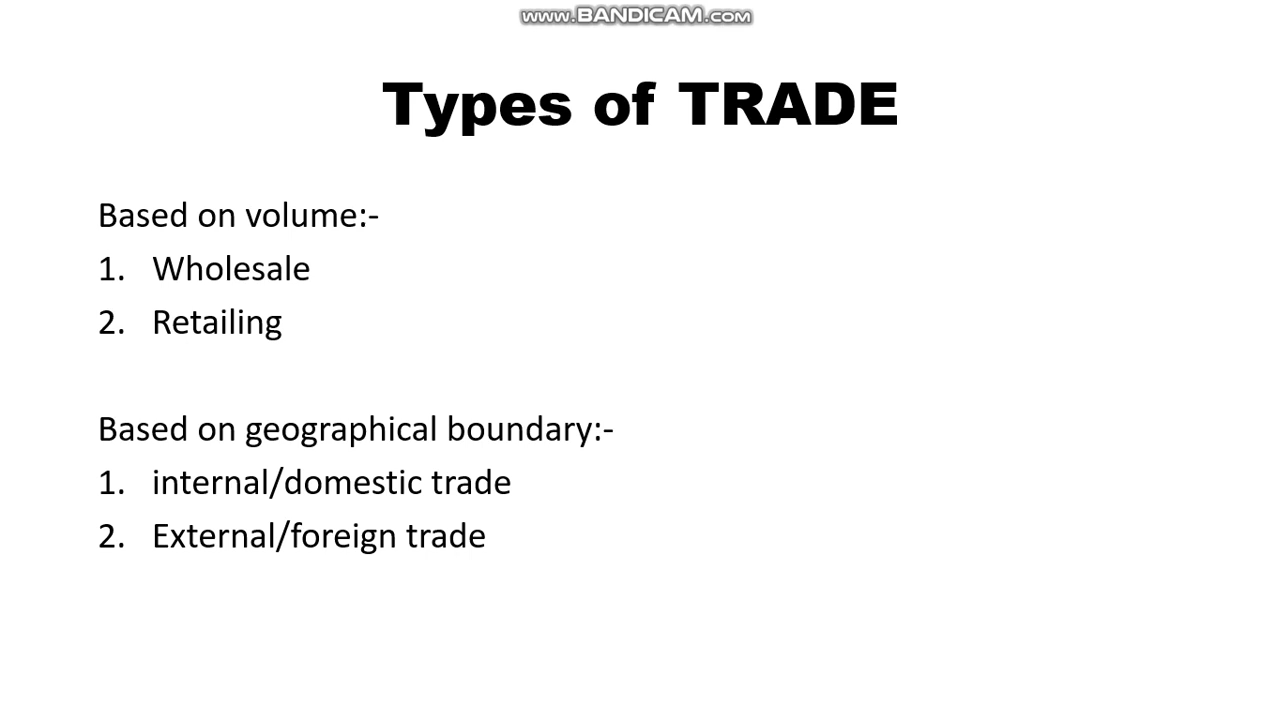 www.BANDICAM.com
Types of TRADE
Based on volume:-
1. Wholesale
2. Retailing
Based on geographical boundary:-
1. internal/domestic trade
2. External/foreign trade